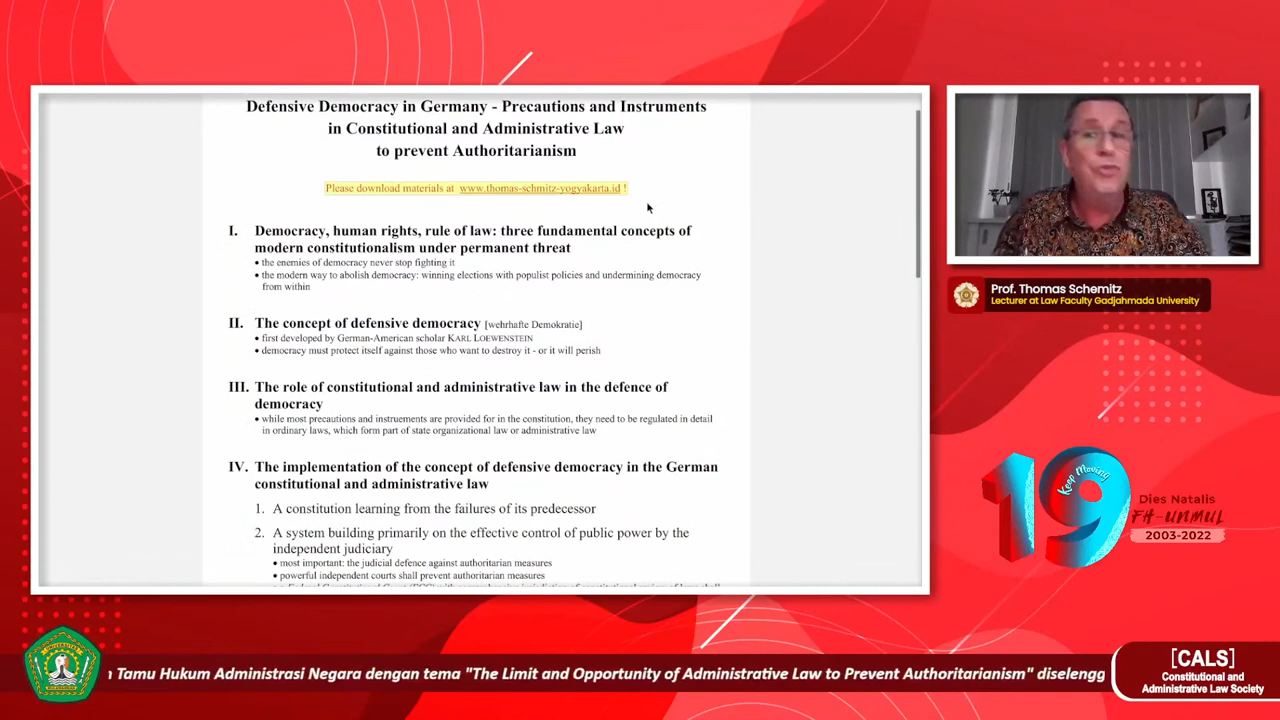 Defensive Democracy in Germany - Precautions and Instruments
in Constitutional and Administrative Law
to prevent Authoritarianism
Please download materials at www.thomas-schmitz-yogyakarta.id !
I. Democracy, human rights, rule of law: three fundamental concepts of
modern constitutionalism under permanent threat
• the enemies of democracy never stop fighting it
• the modern way to abolish democracy: winning elections with populist policies and undermining democracy
from within
II. The concept of defensive democracy [wehrhafte Demokratie]
• first developed by German-American scholar KARL LOEWENSTEIN
• democracy must protect itself against those who want to destroy it - or it will perish
III. The role of constitutional and administrative law in the defence of
democracy
• while most precautions and instruements are provided for in the constitution, they need to be regulated in detail
in ordinary laws, which form part of state organizational law or administrative law
IV. The implementation of the concept of defensive democracy in the German
constitutional and administrative law
1. A constitution learning from the failures of its predecessor
2. A system building primarily on the effective control of public power by the
independent judiciary
• most important: the judicial defence against authoritarian measures
• powerful independent courts shall prevent authoritarian measures
Prof. Thomas Schemitz
Lecturer at Law Faculty Gadjahmada University
19
Keep Moving
Dies Natalis
FH-UNMUL
2003-2022
Tamu Hukum Administrasi Negara dengan tema "The Limit and Opportunity of Administrative Law to Prevent Authoritarianism" diselengg
[CALS]
Constitutional and
Administrative Law Society